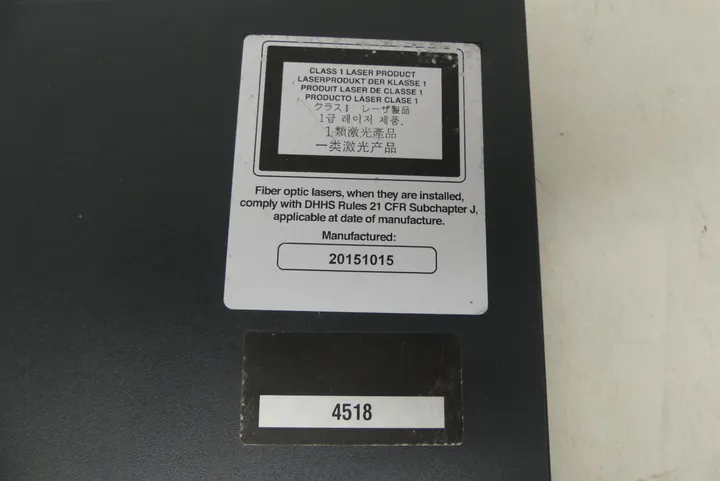 CLASS 1 LASER PRODUCT
LASERPRODUKT DER KLASSE 1
PRODUIT LASER DE CLASSE 1
PRODUCTO LASER CLASE 1
クラス1 レーザ製品
1급 레이저 제품.
1類激光產品
一类激光产品
Fiber optic lasers, when they are installed,
comply with DHHS Rules 21 CFR Subchapter J,
applicable at date of manufacture.
Manufactured:
20151015
4518